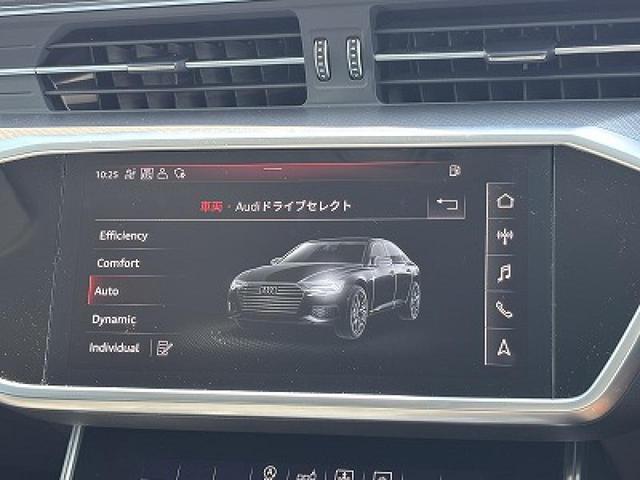 10:25
車両・Audiドライブセレクト
Efficiency
Comfort
Auto
Dynamic
Individual